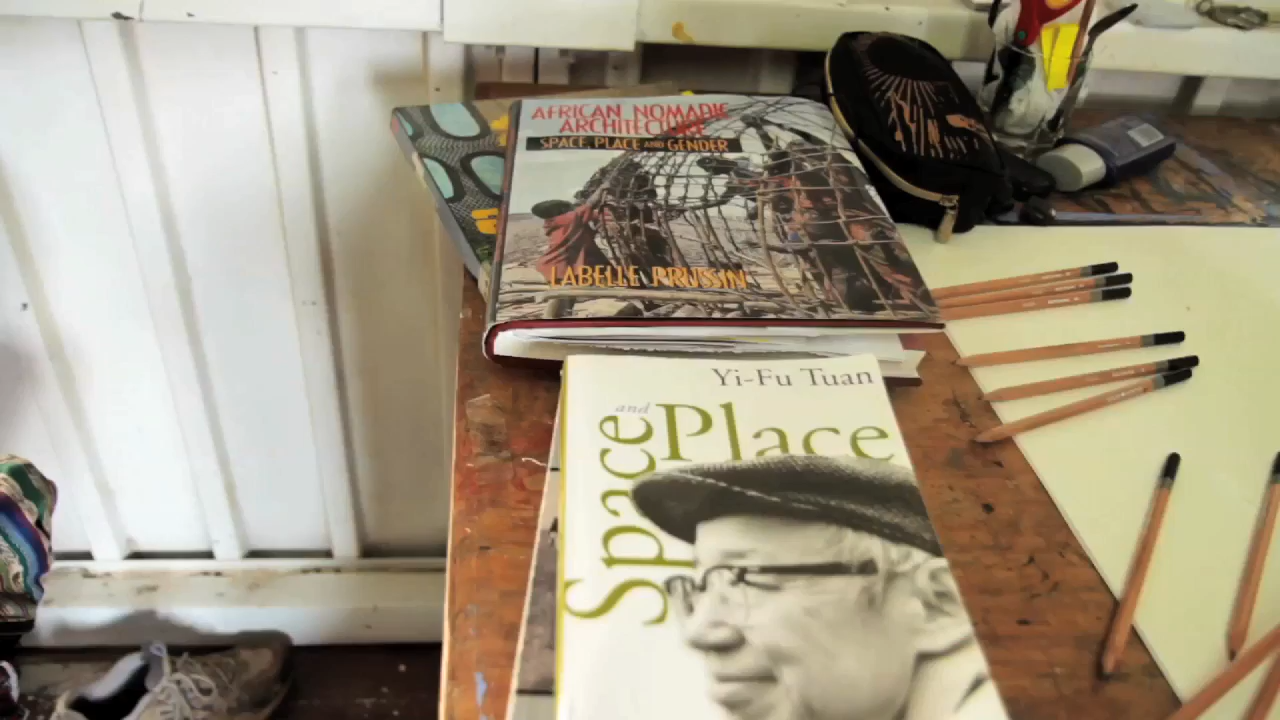 AFRICAN NOMADIC
ARCHITECTURE
SPACE, PLACE AND GENDER
LABELLE PRUSSIN
Yi-Fu Tuan
Space and Place